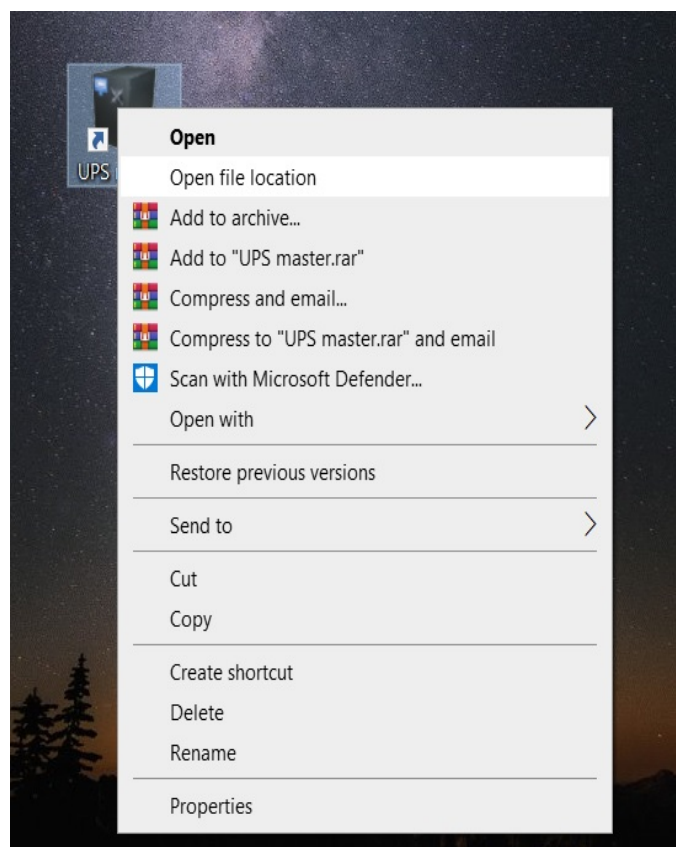 UPS
Open
Open file location
Add to archive...
Add to "UPS master.rar"
Compress and email...
Compress to "UPS master.rar" and email
Scan with Microsoft Defender...
Open with
Restore previous versions
Send to
Cut
Copy
Create shortcut
Delete
Rename
Properties